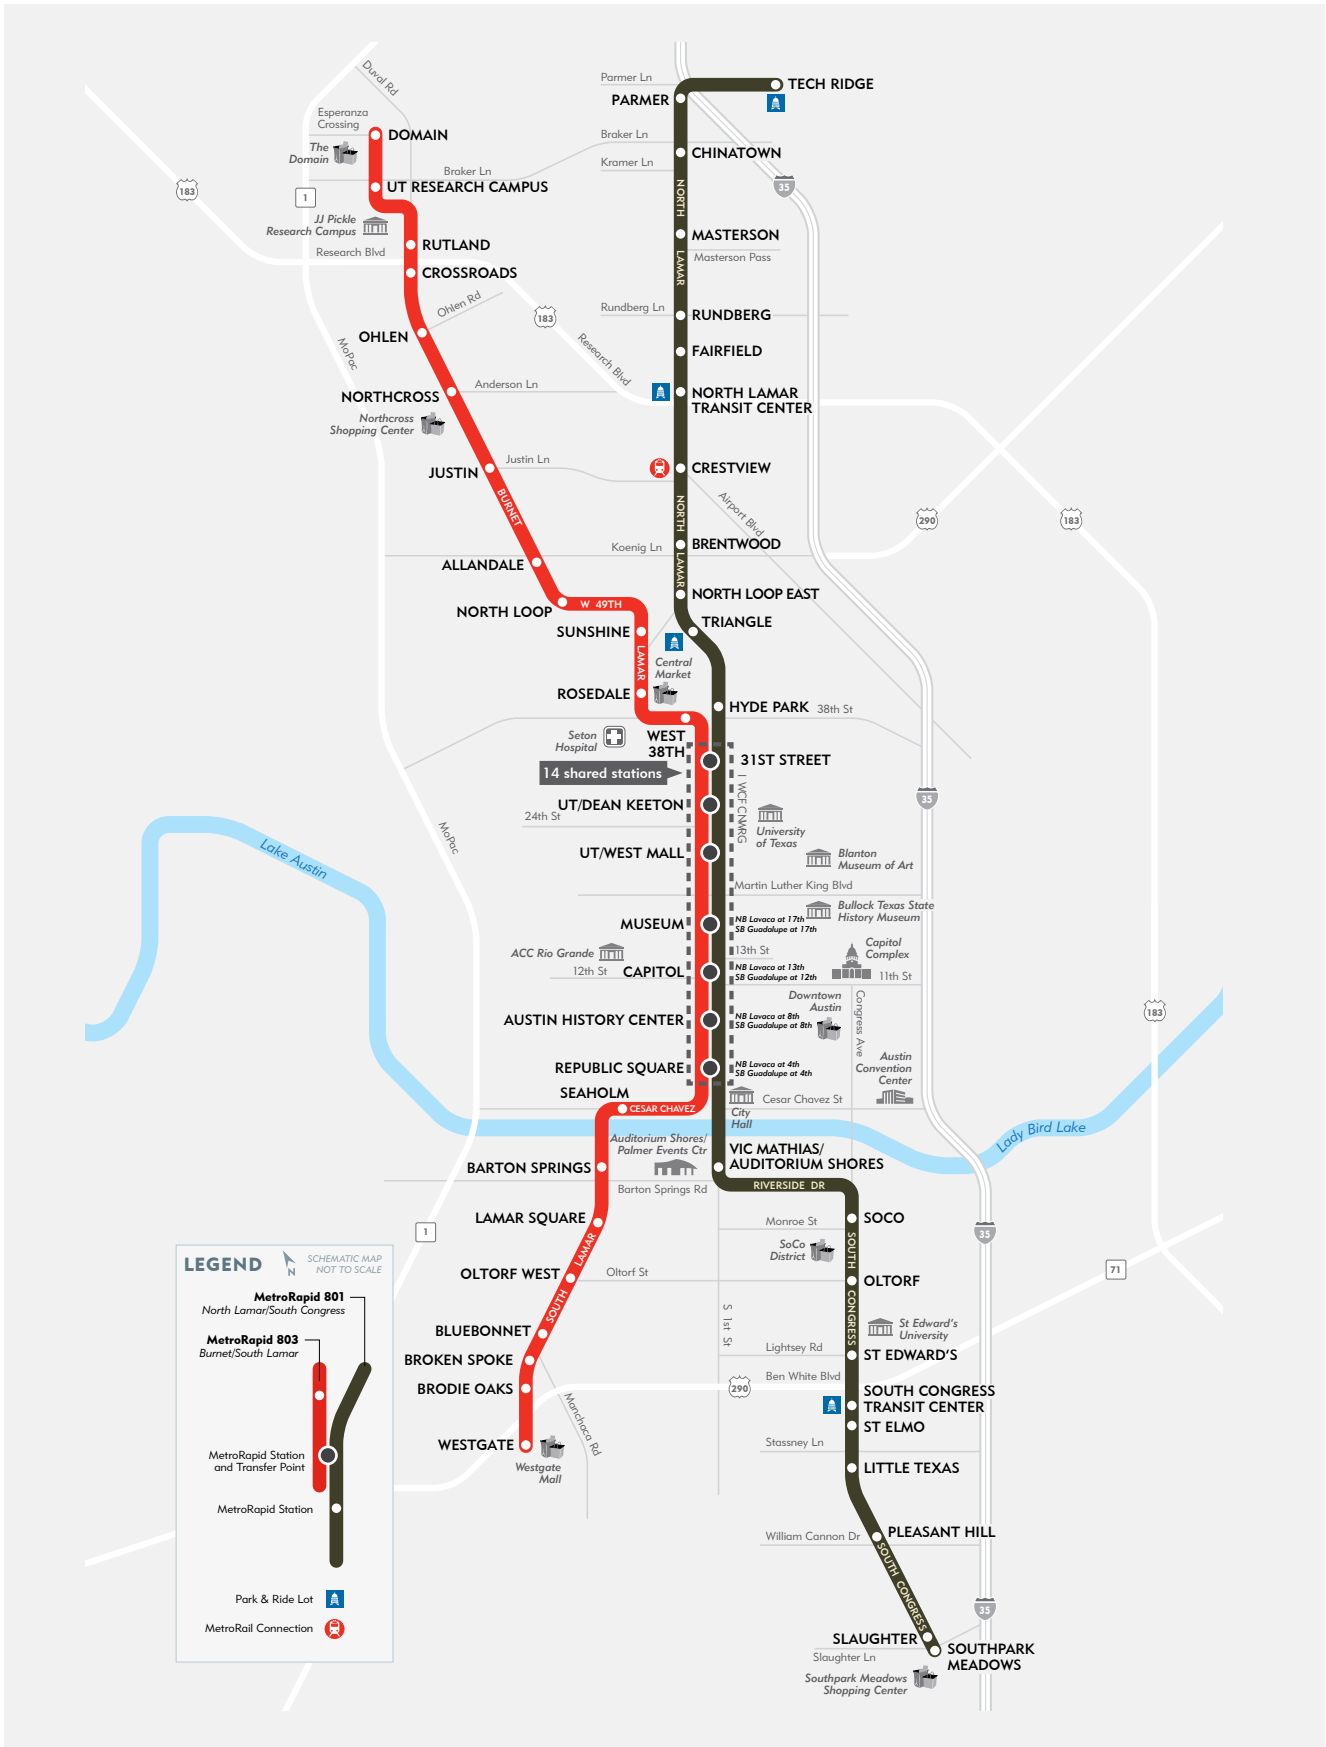 Duval Rd
Parmer Ln
TECH RIDGE
PARMER
Esperanza
Crossing
DOMAIN
The
Domain
Braker Ln
CHINATOWN
Kramer Ln
Braker Ln
UT RESEARCH CAMPUS
183
1
35
NORTH
JJ Pickle
Research Campus
MASTERSON
RUTLAND
Research Blvd
LAMAR
Masterson Pass
CROSSROADS
Ohlen Rd
Rundberg Ln
RUNDBERG
183
OHLEN
MoPac
Research Blvd
FAIRFIELD
Anderson Ln
NORTHCROSS
NORTH LAMAR
TRANSIT CENTER
Northcross
Shopping Center
Justin Ln
JUSTIN
CRESTVIEW
BURNET
NORTH
Airport Blvd
290
183
Koenig Ln
BRENTWOOD
ALLANDALE
LAMAR
NORTH LOOP EAST
NORTH LOOP
W 49TH
TRIANGLE
SUNSHINE
LAMAR
Central
Market
ROSEDALE
HYDE PARK
38th St
Seton
Hospital
WEST
38TH
31ST STREET
14 shared stations
35
UT/DEAN KEETON
24th St
University
of Texas
MoPac
Lake Austin
UT/WEST MALL
Blanton
Museum of Art
Martin Luther King Blvd
Bullock Texas State
History Museum
MUSEUM
NB Lavaca at 17th
SB Guadalupe at 17th
ACC Rio Grande
13th St
Capitol
Complex
12th St
CAPITOL
NB Lavaca at 13th
SB Guadalupe at 12th
11th St
Downtown
Austin
Congress Ave
183
AUSTIN HISTORY CENTER
NB Lavaca at 8th
SB Guadalupe at 8th
Austin
Convention
Center
REPUBLIC SQUARE
NB Lavaca at 4th
SB Guadalupe at 4th
SEAHOLM
CESAR CHAVEZ
Cesar Chavez St
City
Hall
Lady Bird Lake
Auditorium Shores/
Palmer Events Ctr
VIC MATHIAS/
AUDITORIUM SHORES
BARTON SPRINGS
Barton Springs Rd
RIVERSIDE DR
LAMAR SQUARE
Monroe St
SOCO
1
35
LAMAR
SoCo
District
SOUTH
71
OLTORF WEST
Oltorf St
OLTORF
SOUTH
CONGRESS
S 1st St
St Edward's
University
BLUEBONNET
Lightsey Rd
ST EDWARD'S
BROKEN SPOKE
Ben White Blvd
BRODIE OAKS
290
SOUTH CONGRESS
TRANSIT CENTER
Manchaca Rd
ST ELMO
WESTGATE
Stassney Ln
Westgate
Mall
LITTLE TEXAS
William Cannon Dr
PLEASANT HILL
SOUTH CONGRESS
35
SLAUGHTER
SOUTHPARK
MEADOWS
Slaughter Ln
Southpark Meadows
Shopping Center
LEGEND
N
SCHEMATIC MAP
NOT TO SCALE
MetroRapid 801
North Lamar/South Congress
MetroRapid 803
Burnet/South Lamar
MetroRapid Station
and Transfer Point
MetroRapid Station
Park & Ride Lot
MetroRail Connection